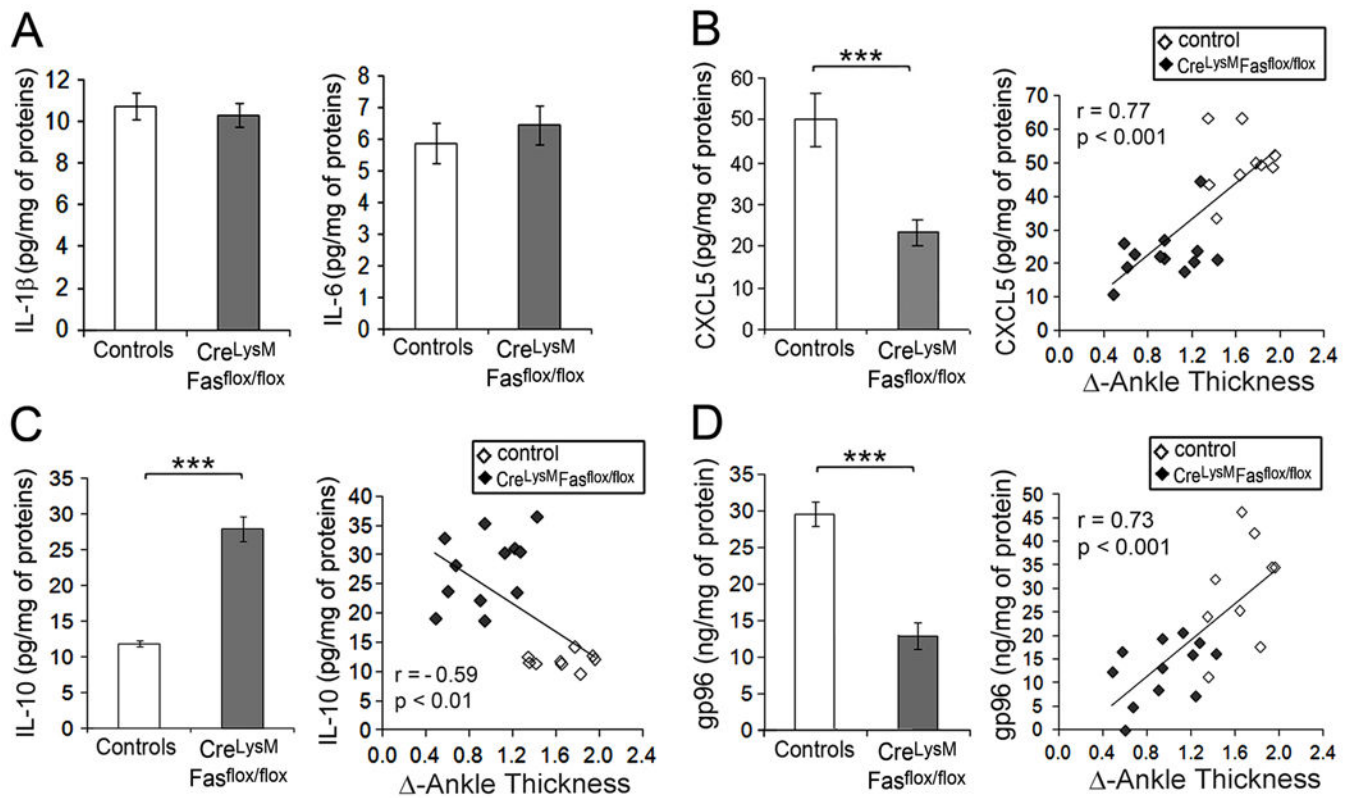 A
IL-1β (pg/mg of proteins)
12
10
8
6
4
2
0
Controls
CreLysM
Fasflox/flox
IL-6 (pg/mg of proteins)
8
7
6
5
4
3
2
1
0
Controls
CreLysM
Fasflox/flox
B
CXCL5 (pg/mg of proteins)
60
50
40
30
20
10
0
***
Controls
CreLysM
Fasflox/flox
control
CreLysMFasflox/flox
CXCL5 (pg/mg of proteins)
70
60
50
40
30
20
10
0
r = 0.77
p < 0.001
0.0 0.4 0.8 1.2 1.6 2.0 2.4
Δ-Ankle Thickness
C
IL-10 (pg/mg of proteins)
35
30
25
20
15
10
5
0
***
Controls
CreLysM
Fasflox/flox
control
CreLysMFasflox/flox
IL-10 (pg/mg of proteins)
40
35
30
25
20
15
10
5
0
r = - 0.59
p < 0.01
0.0 0.4 0.8 1.2 1.6 2.0 2.4
Δ-Ankle Thickness
D
gp96 (ng/mg of protein)
35
30
25
20
15
10
5
0
***
Controls
CreLysM
Fasflox/flox
control
CreLysMFasflox/flox
gp96 (ng/mg of protein)
50
45
40
35
30
25
20
15
10
5
0
r = 0.73
p < 0.001
0.0 0.4 0.8 1.2 1.6 2.0 2.4
Δ-Ankle Thickness